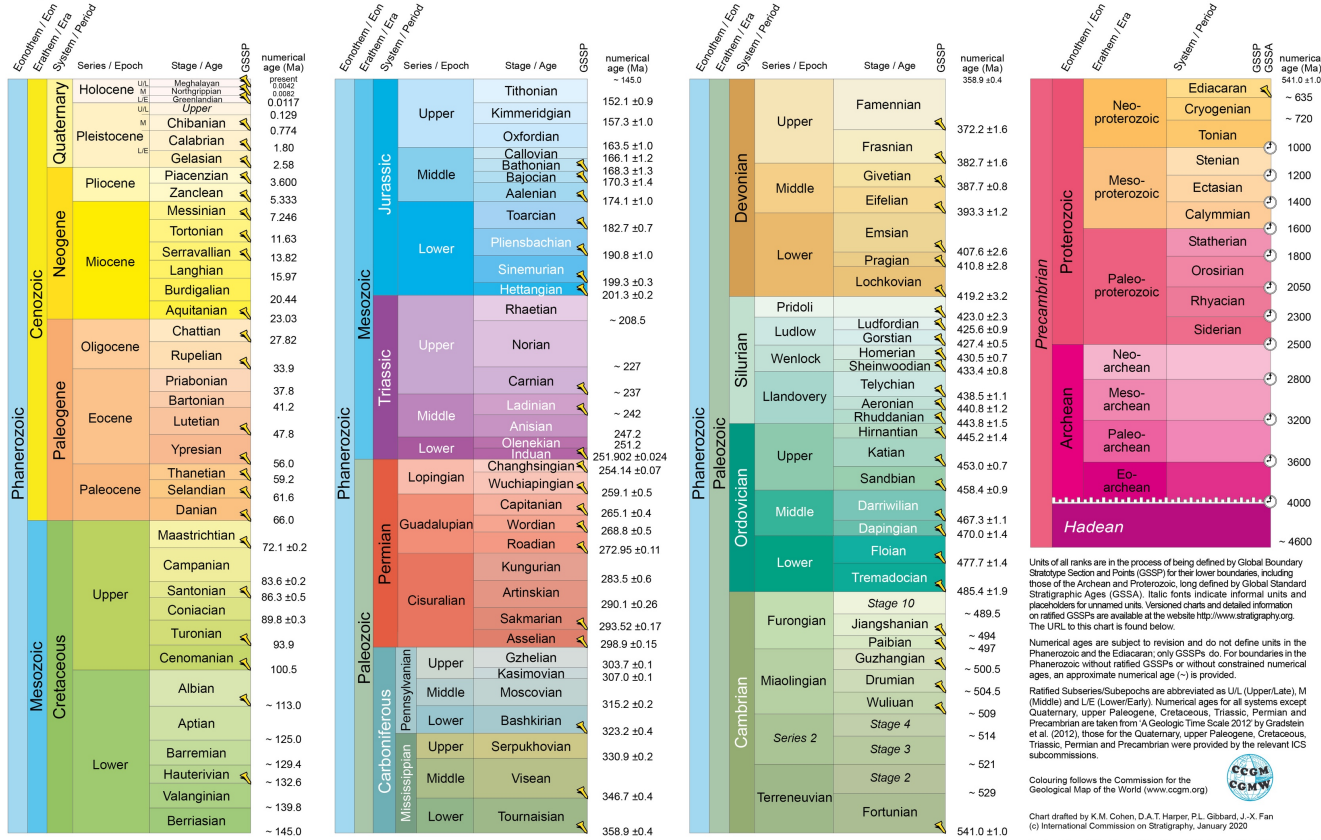 Eonothem / Eon
Erathem / Era
System / Period
Series / Epoch
Stage / Age
GSSP
numerical
age (Ma)
Phanerozoic
Cenozoic
Quaternary
Holocene
U/L
Meghalayan
present
M
Northgrippian
0.0042
L/E
Greenlandian
0.0082
0.0117
Pleistocene
U/L
Upper
0.129
M
Chibanian
0.774
L/E
Calabrian
1.80
Gelasian
2.58
Neogene
Pliocene
Piacenzian
3.600
Zanclean
5.333
Miocene
Messinian
7.246
Tortonian
11.63
Serravallian
13.82
Langhian
15.97
Burdigalian
20.44
Aquitanian
23.03
Paleogene
Oligocene
Chattian
27.82
Rupelian
33.9
Eocene
Priabonian
37.8
Bartonian
41.2
Lutetian
47.8
Ypresian
56.0
Paleocene
Thanetian
59.2
Selandian
61.6
Danian
66.0
Mesozoic
Cretaceous
Upper
Maastrichtian
72.1 ±0.2
Campanian
83.6 ±0.2
Santonian
86.3 ±0.5
Coniacian
89.8 ±0.3
Turonian
93.9
Cenomanian
100.5
Lower
Albian
~ 113.0
Aptian
~ 125.0
Barremian
~ 129.4
Hauterivian
~ 132.6
Valanginian
~ 139.8
Berriasian
~ 145.0
Eonothem / Eon
Erathem / Era
System / Period
Series / Epoch
Stage / Age
GSSP
numerical
age (Ma)
~ 145.0
Phanerozoic
Mesozoic
Jurassic
Upper
Tithonian
152.1 ±0.9
Kimmeridgian
157.3 ±1.0
Oxfordian
163.5 ±1.0
Middle
Callovian
166.1 ±1.2
Bathonian
168.3 ±1.3
Bajocian
170.3 ±1.4
Aalenian
174.1 ±1.0
Lower
Toarcian
182.7 ±0.7
Pliensbachian
190.8 ±1.0
Sinemurian
199.3 ±0.3
Hettangian
201.3 ±0.2
Triassic
Upper
Rhaetian
~ 208.5
Norian
~ 227
Carnian
~ 237
Middle
Ladinian
~ 242
Anisian
247.2
Lower
Olenekian
251.2
Induan
251.902 ±0.024
Paleozoic
Permian
Lopingian
Changhsingian
254.14 ±0.07
Wuchiapingian
259.1 ±0.5
Guadalupian
Capitanian
265.1 ±0.4
Wordian
268.8 ±0.5
Roadian
272.95 ±0.11
Cisuralian
Kungurian
283.5 ±0.6
Artinskian
290.1 ±0.26
Sakmarian
293.52 ±0.17
Asselian
298.9 ±0.15
Carboniferous
Pennsylvanian
Upper
Gzhelian
303.7 ±0.1
Kasimovian
307.0 ±0.1
Middle
Moscovian
315.2 ±0.2
Lower
Bashkirian
323.2 ±0.4
Mississippian
Upper
Serpukhovian
330.9 ±0.2
Middle
Visean
346.7 ±0.4
Lower
Tournaisian
358.9 ±0.4
Eonothem / Eon
Erathem / Era
System / Period
Series / Epoch
Stage / Age
GSSP
numerical
age (Ma)
358.9 ±0.4
Phanerozoic
Paleozoic
Devonian
Upper
Famennian
372.2 ±1.6
Frasnian
382.7 ±1.6
Middle
Givetian
387.7 ±0.8
Eifelian
393.3 ±1.2
Lower
Emsian
407.6 ±2.6
Pragian
410.8 ±2.8
Lochkovian
419.2 ±3.2
Silurian
Pridoli
423.0 ±2.3
Ludlow
Ludfordian
425.6 ±0.9
Gorstian
427.4 ±0.5
Wenlock
Homerian
430.5 ±0.7
Sheinwoodian
433.4 ±0.8
Llandovery
Telychian
438.5 ±1.1
Aeronian
440.8 ±1.2
Rhuddanian
443.8 ±1.5
Ordovician
Upper
Hirnantian
445.2 ±1.4
Katian
453.0 ±0.7
Sandbian
458.4 ±0.9
Middle
Darriwilian
467.3 ±1.1
Dapingian
470.0 ±1.4
Lower
Floian
477.7 ±1.4
Tremadocian
485.4 ±1.9
Cambrian
Furongian
Stage 10
~ 489.5
Jiangshanian
~ 494
Paibian
~ 497
Miaolingian
Guzhangian
~ 500.5
Drumian
~ 504.5
Wuliuan
~ 509
Series 2
Stage 4
~ 514
Stage 3
~ 521
Terreneuvian
Stage 2
~ 529
Fortunian
541.0 ±1.0
Eonothem / Eon
Erathem / Era
System / Period
GSSP
GSSA
numerical
age (Ma)
541.0 ±1.0
Precambrian
Proterozoic
Neo-
proterozoic
Ediacaran
~ 635
Cryogenian
~ 720
Tonian
1000
Meso-
proterozoic
Stenian
1200
Ectasian
1400
Calymmian
1600
Paleo-
proterozoic
Statherian
1800
Orosirian
2050
Rhyacian
2300
Siderian
2500
Archean
Neo-
archean
2800
Meso-
archean
3200
Paleo-
archean
3600
Eo-
archean
4000
Hadean
~ 4600
Units of all ranks are in the process of being defined by Global Boundary
Stratotype Section and Points (GSSP) for their lower boundaries, including
those of the Archean and Proterozoic, long defined by Global Standard
Stratigraphic Ages (GSSA). Italic fonts indicate informal units and
placeholders for unnamed units. Versioned charts and detailed information
on ratified GSSPs are available at the website http://www.stratigraphy.org.
The URL to this chart is found below.
Numerical ages are subject to revision and do not define units in the
Phanerozoic and the Ediacaran; only GSSPs do. For boundaries in the
Phanerozoic without ratified GSSPs or without constrained numerical
ages, an approximate numerical age (~) is provided.
Ratified Subseries/Subepochs are abbreviated as U/L (Upper/Late), M
(Middle) and L/E (Lower/Early). Numerical ages for all systems except
Quaternary, upper Paleogene, Cretaceous, Triassic, Permian and
Precambrian are taken from 'A Geologic Time Scale 2012' by Gradstein
et al. (2012), those for the Quaternary, upper Paleogene, Cretaceous,
Triassic, Permian and Precambrian were provided by the relevant ICS
subcommissions.
Colouring follows the Commission for the
Geological Map of the World (www.ccgm.org)
CCGM
CGMW
Chart drafted by K.M. Cohen, D.A.T. Harper, P.L. Gibbard, J.-X. Fan
(c) International Commission on Stratigraphy, January 2020